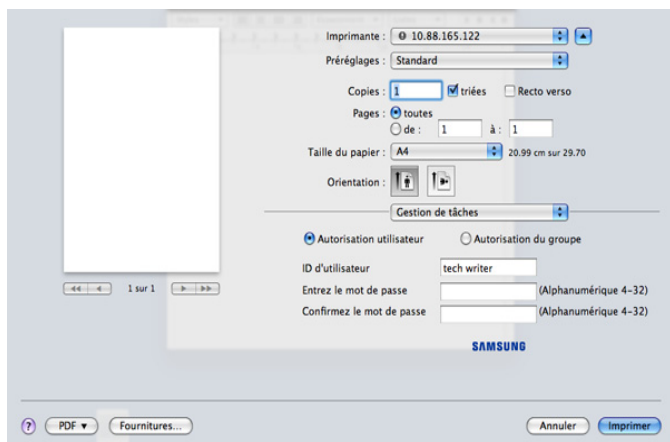 Imprimante : 10.88.165.122
Préréglages : Standard
Copies : 1 triées Recto verso
Pages : toutes
de : 1 à : 1
Taille du papier : A4 20.99 cm sur 29.70
Orientation :
Gestion de tâches
Autorisation utilisateur Autorisation du groupe
ID d'utilisateur tech writer
Entrez le mot de passe (Alphanumérique 4-32)
Confirmez le mot de passe (Alphanumérique 4-32)
1 sur 1
SAMSUNG
? PDF ▼ Fournitures... Annuler Imprimer